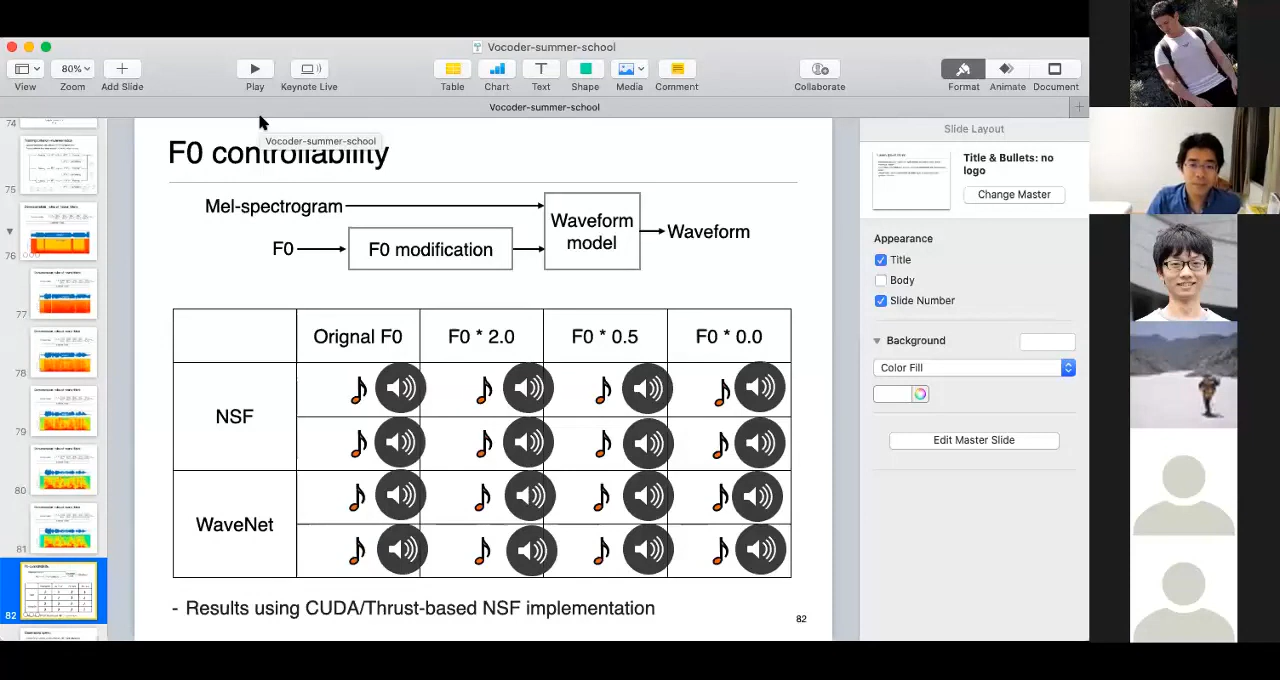 Vocoder-summer-school
80%
View
Zoom
Add Slide
Play
Keynote Live
Table
Chart
Text
Shape
Media
Comment
Collaborate
Format
Animate
Document
Vocoder-summer-school
74
75
76
77
78
79
80
81
82
F0 controllability
Vocoder-summer-school
Mel-spectrogram
F0
F0 modification
Waveform
model
Waveform
Orignal F0
F0 * 2.0
F0 * 0.5
F0 * 0.0
NSF
WaveNet
- Results using CUDA/Thrust-based NSF implementation
82
Slide Layout
Title & Bullets: no
logo
Change Master
Appearance
Title
Body
Slide Number
Background
Color Fill
Edit Master Slide